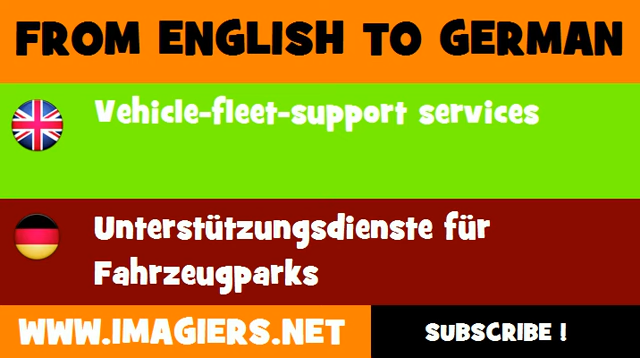 FROM ENGLISH TO GERMAN
Vehicle-fleet-support services
Unterstützungsdienste für
Fahrzeugparks
WWW.IMAGIERS.NET
SUBSCRIBE !